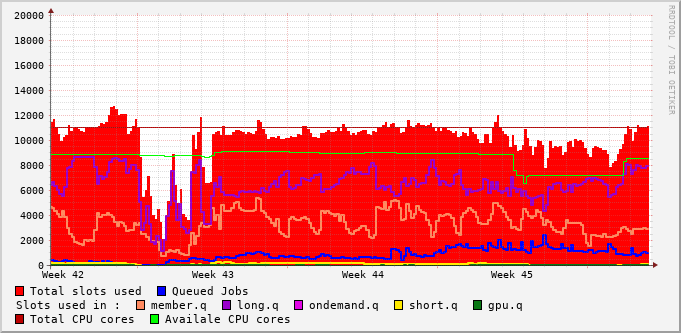 20000
18000
16000
14000
12000
10000
8000
6000
4000
2000
0
Week 42 Week 43 Week 44 Week 45
RRDTOOL / TOBI OETIKER
Total slots used Queued Jobs
Slots used in : member.q long.q ondemand.q short.q gpu.q
Total CPU cores Availale CPU cores